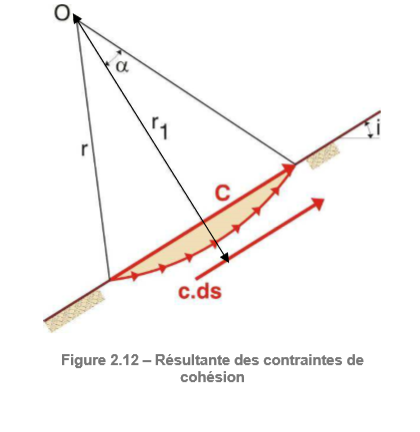 O
α
r₁
r
i
C
c.ds
Figure 2.12 – Résultante des contraintes de
cohésion